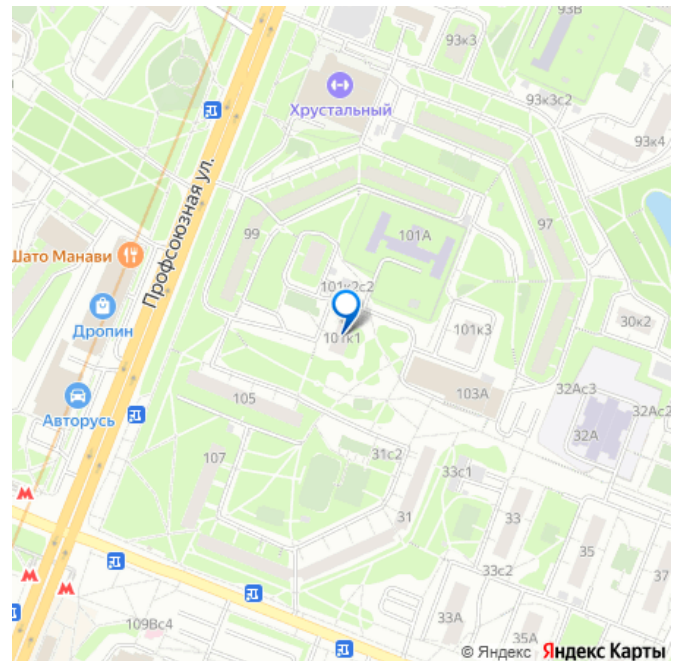 93В
93к3
Хрустальный
93к3с2
93к4
Профсоюзная ул.
99
97
101А
Шато Манави
101к2с2
Дропин
101к1
101к3
30к2
103А
32Ас3
105
32Ас2
Авторусь
32А
107
31с2
33с1
31
33
35
33с2
37
109Вс4
33А
35А
© Яндекс Яндекс Карты